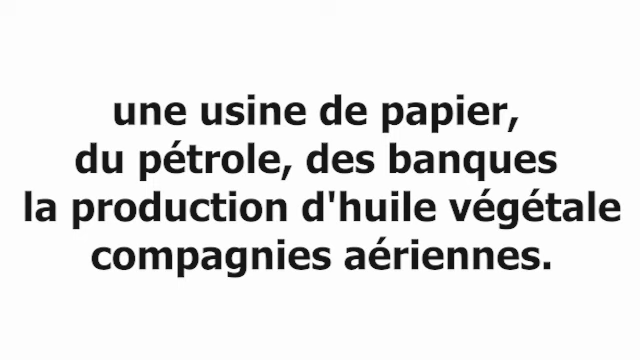 une usine de papier,
du pétrole, des banques
la production d'huile végétale
compagnies aériennes.